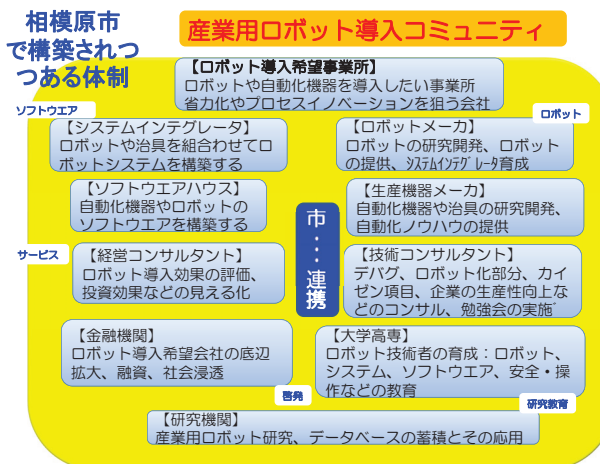 相模原市
で構築されつ
つある体制
産業用ロボット導入コミュニティ
【ロボット導入希望事業所】
ロボットや自動化機器を導入したい事業所
省力化やプロセスイノベーションを狙う会社
ソフトウエア
ロボット
【システムインテグレータ】
ロボットや治具を組合わせてロ
ボットシステムを構築する
【ロボットメーカ】
ロボットの研究開発、ロボット
の提供、ｼｽﾃﾑｲﾝﾃｸﾞﾚｰﾀ育成
【ソフトウエアハウス】
自動化機器やロボットの
ソフトウエアを構築する
【生産機器メーカ】
自動化機器や治具の研究開発、
自動化ノウハウの提供
市・・・・連携
サービス
【経営コンサルタント】
ロボット導入効果の評価、
投資効果などの見える化
【技術コンサルタント】
デバグ、ロボット化部分、カイ
ゼン項目、企業の生産性向上な
どのコンサル、勉強会の実施
【金融機関】
ロボット導入希望会社の底辺
拡大、融資、社会浸透
【大学高専】
ロボット技術者の育成：ロボット、
システム、ソフトウエア、安全・操
作などの教育
啓発
研究教育
【研究機関】
産業用ロボット研究、データベースの蓄積とその応用